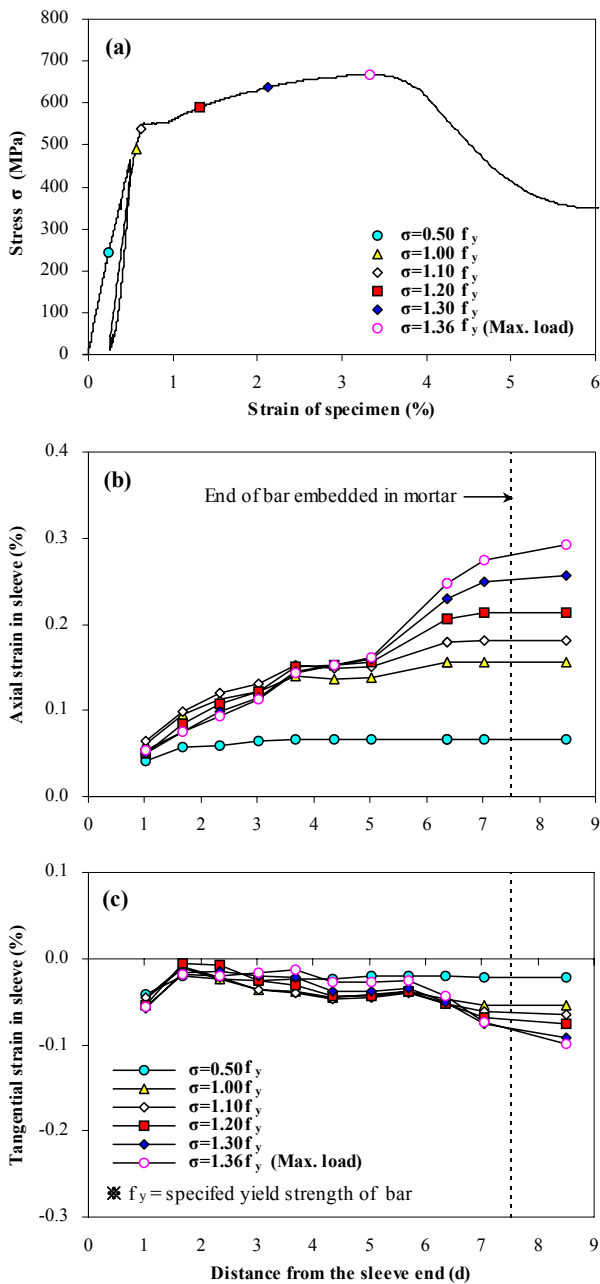 (a)
800
700
600
500
400
300
200
100
0
Stress σ (MPa)
σ=0.50 f y
σ=1.00 f y
σ=1.10 f y
σ=1.20 f y
σ=1.30 f y
σ=1.36 f y (Max. load)
0 1 2 3 4 5 6
Strain of specimen (%)
(b)
0.4
0.3
0.2
0.1
0.0
Axial strain in sleeve (%)
End of bar embedded in mortar
0 1 2 3 4 5 6 7 8 9
(c)
0.1
0.0
-0.1
-0.2
-0.3
Tangential strain in sleeve (%)
σ=0.50f y
σ=1.00f y
σ=1.10f y
σ=1.20f y
σ=1.30f y
σ=1.36f y (Max. load)
※ f y = specifed yield strength of bar
0 1 2 3 4 5 6 7 8 9
Distance from the sleeve end (d)